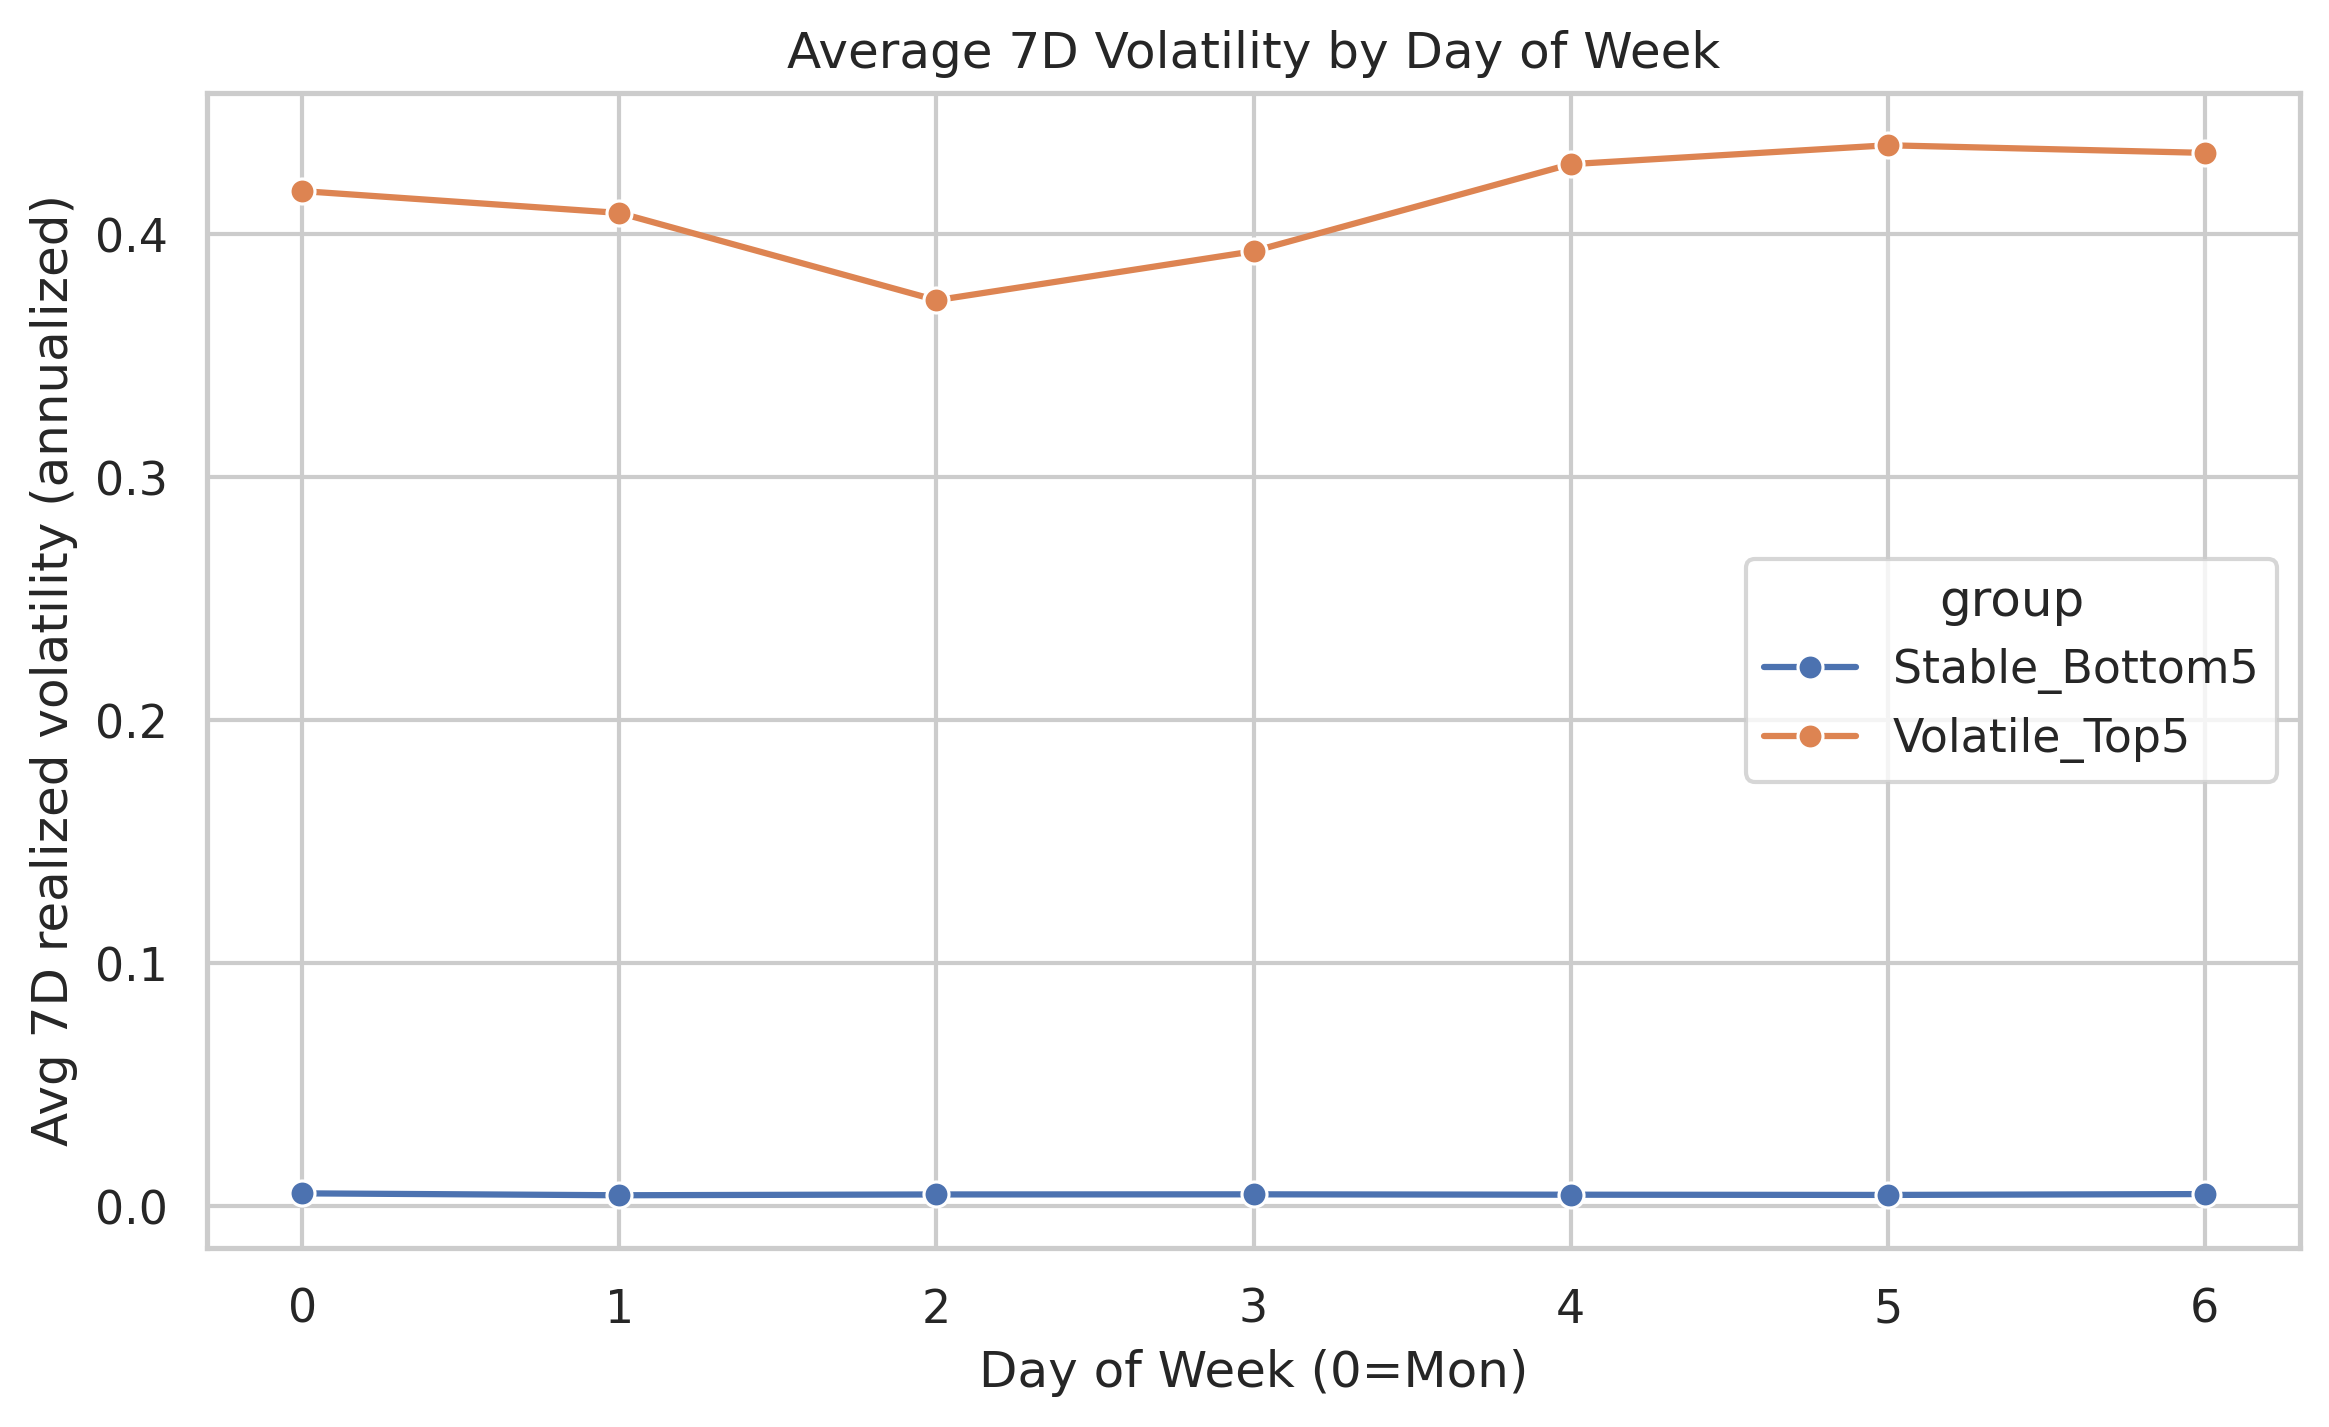 Average 7D Volatility by Day of Week
Avg 7D realized volatility (annualized)
0.4
0.3
0.2
0.1
0.0
group
Stable_Bottom5
Volatile_Top5
0 1 2 3 4 5 6
Day of Week (0=Mon)